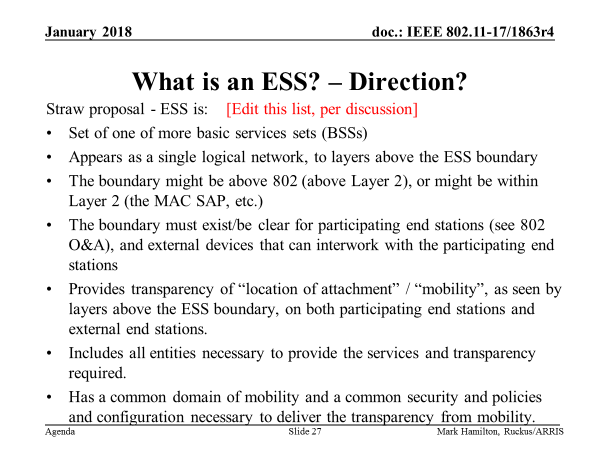 January 2018 doc.: IEEE 802.11-17/1863r4
What is an ESS? – Direction?
Straw proposal - ESS is: [Edit this list, per discussion]
• Set of one of more basic services sets (BSSs)
• Appears as a single logical network, to layers above the ESS boundary
• The boundary might be above 802 (above Layer 2), or might be within
Layer 2 (the MAC SAP, etc.)
• The boundary must exist/be clear for participating end stations (see 802
O&A), and external devices that can interwork with the participating end
stations
• Provides transparency of “location of attachment” / “mobility”, as seen by
layers above the ESS boundary, on both participating end stations and
external end stations.
• Includes all entities necessary to provide the services and transparency
required.
• Has a common domain of mobility and a common security and policies
and configuration necessary to deliver the transparency from mobility.
Agenda Slide 27 Mark Hamilton, Ruckus/ARRIS